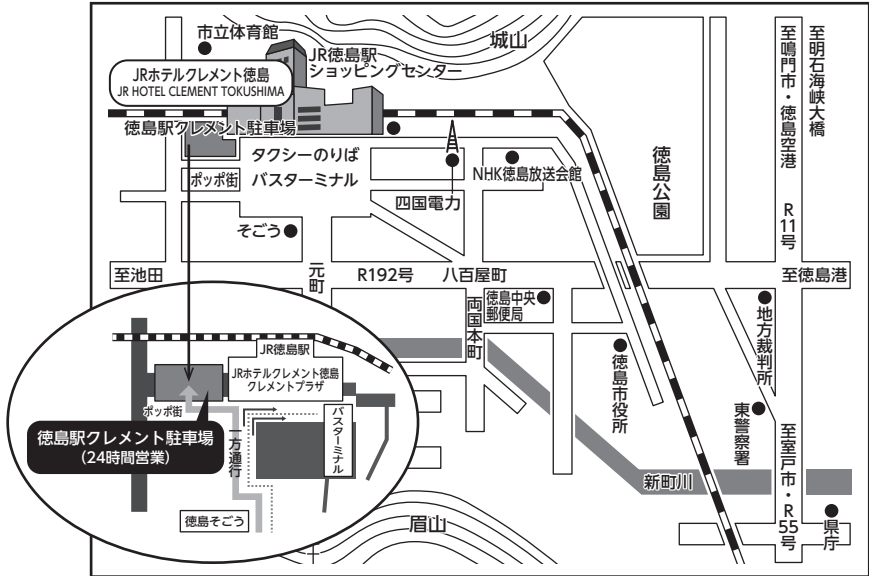 市立体育館
城山
JR徳島駅
ショッピングセンター
JRホテルクレメント徳島
JR HOTEL CLEMENT TOKUSHIMA
徳島駅クレメント駐車場
タクシーのりば
ポッポ街
バスターミナル
NHK徳島放送会館
四国電力
徳島公園
至鳴門市・徳島空港
至明石海峡大橋
R11号
そごう
至池田
元町
R192号
八百屋町
至徳島港
両国本町
徳島中央
郵便局
徳島市役所
地方裁判所
東警察署
至室戸市・R55号
県庁
新町川
眉山
JR徳島駅
JRホテルクレメント徳島
クレメントプラザ
ポッポ街
徳島駅クレメント駐車場
(24時間営業)
一方通行
バスターミナル
徳島そごう